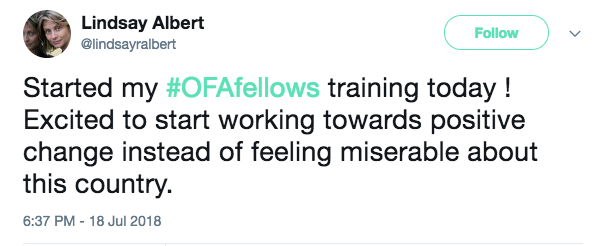 Lindsay Albert
@lindsayralbert
Follow
Started my #OFAfellows training today !
Excited to start working towards positive
change instead of feeling miserable about
this country.
6:37 PM - 18 Jul 2018